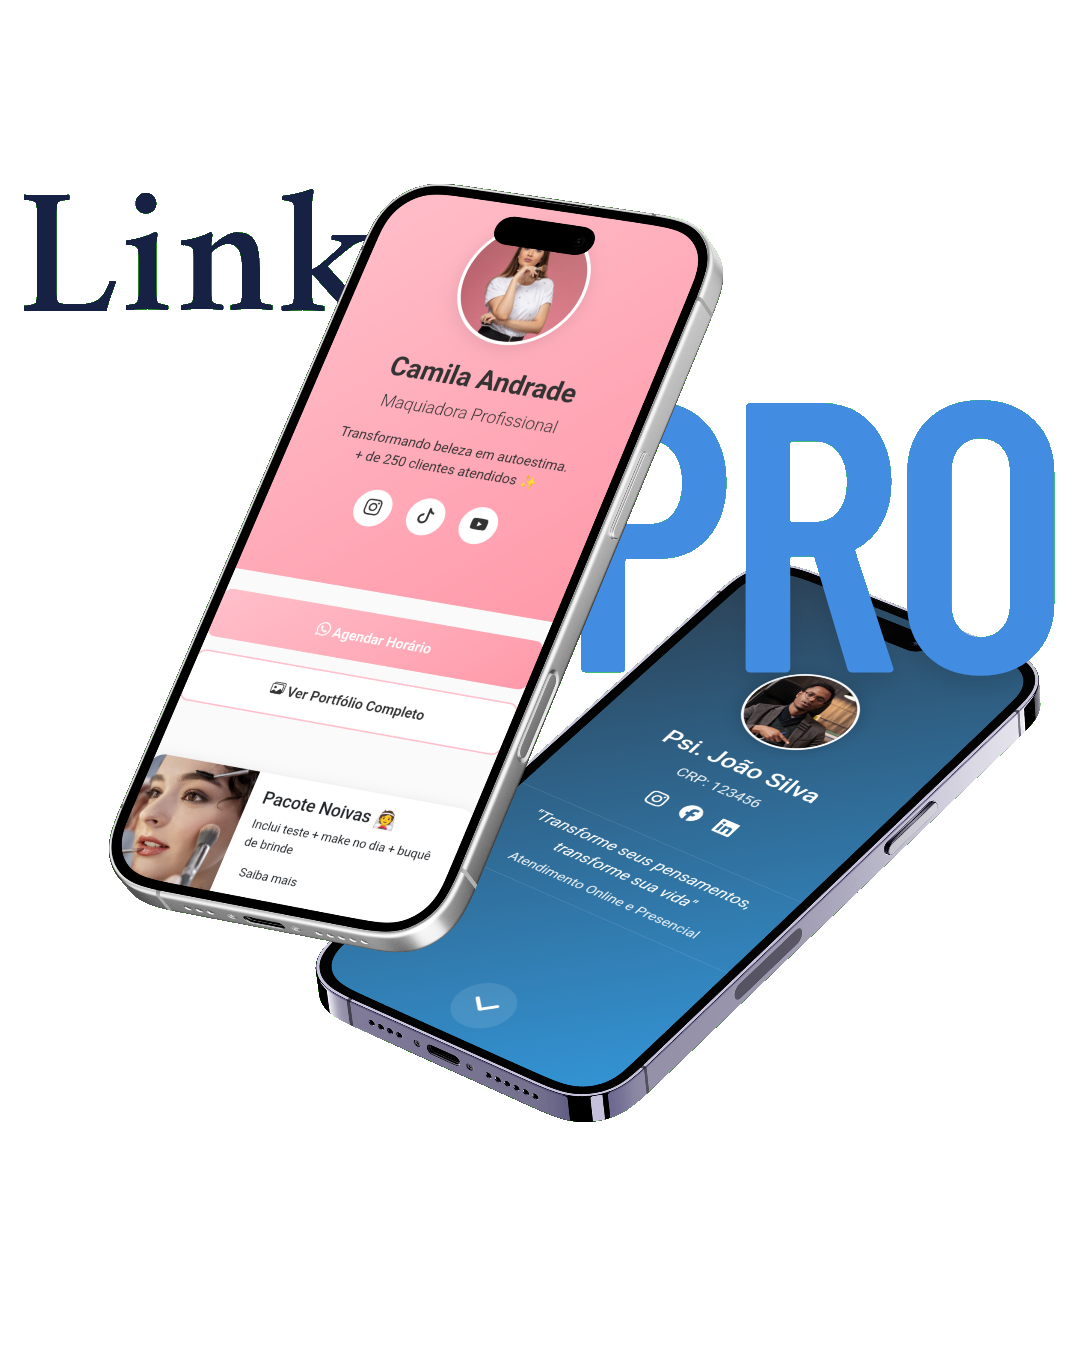 Link
PRO
Camila Andrade
Maquiadora Profissional
Transformando beleza em autoestima.
+ de 250 clientes atendidos ✨
Agendar Horário
Ver Portfólio Completo
Pacote Noivas 👰
Inclui teste + make no dia + buquê
de brinde
Saiba mais
Psi. João Silva
CRP: 123456
"Transforme seus pensamentos,
transforme sua vida"
Atendimento Online e Presencial